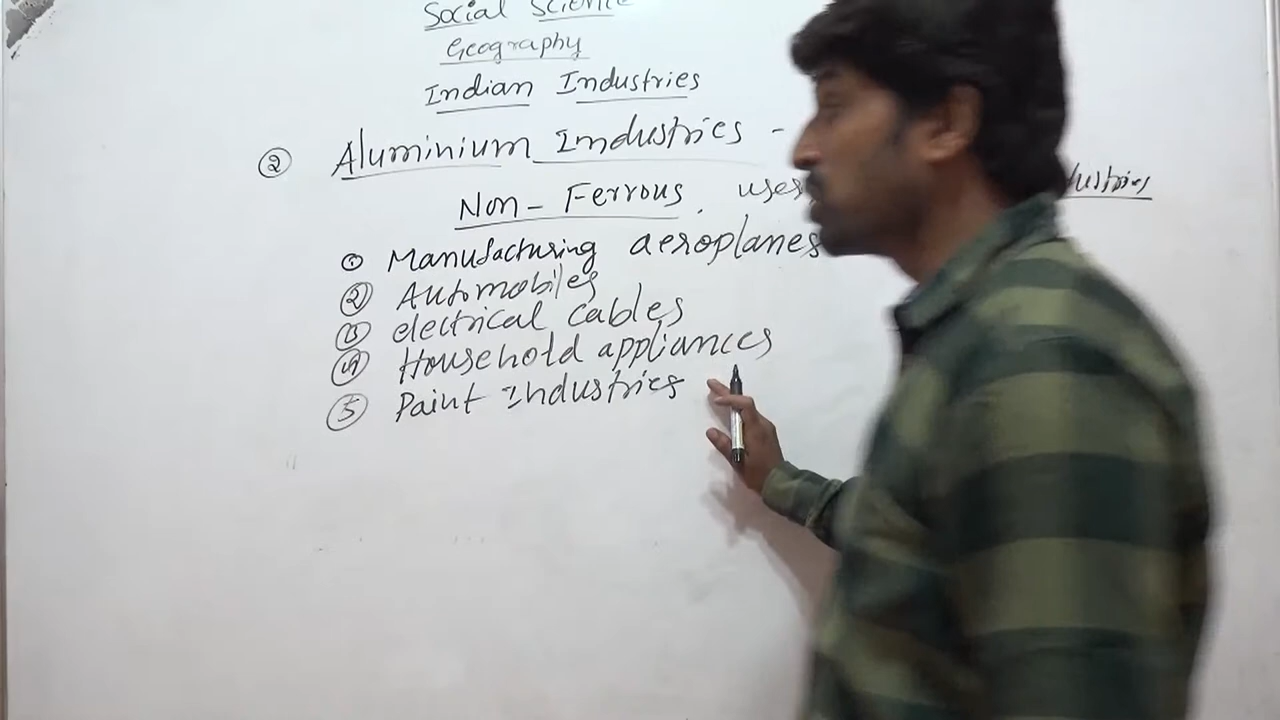 Social Science
Geography
Indian Industries
② Aluminium Industries -
Non - Ferrous. uses
① Manufacturing aeroplanes
② Automobiles
③ electrical cables
④ Household appliances
⑤ Paint Industries